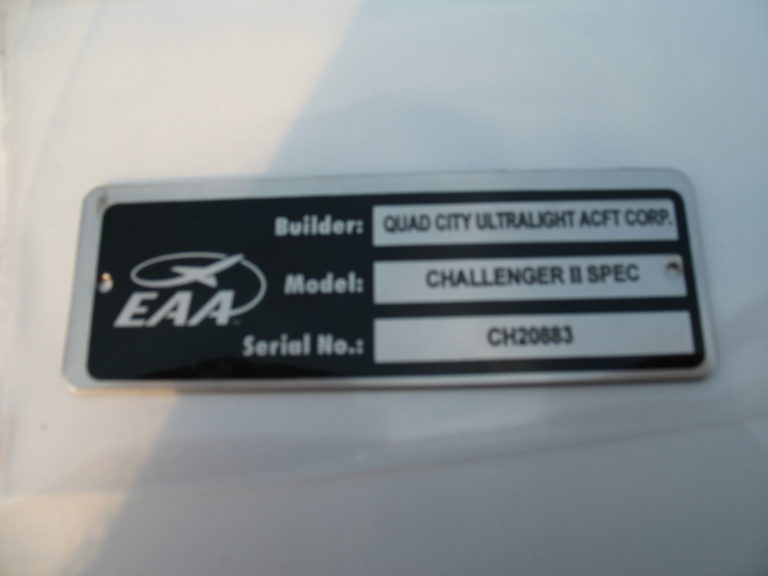 Builder: QUAD CITY ULTRALIGHT ACFT CORP.
EAA
Model: CHALLENGER II SPEC
Serial No.: CH20883